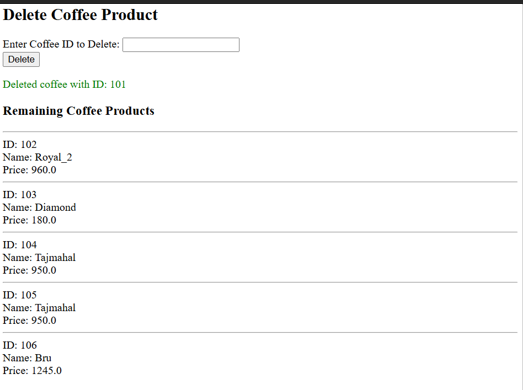 Delete Coffee Product
Enter Coffee ID to Delete:
Delete
Deleted coffee with ID: 101
Remaining Coffee Products
ID: 102
Name: Royal_2
Price: 960.0
ID: 103
Name: Diamond
Price: 180.0
ID: 104
Name: Tajmahal
Price: 950.0
ID: 105
Name: Tajmahal
Price: 950.0
ID: 106
Name: Bru
Price: 1245.0